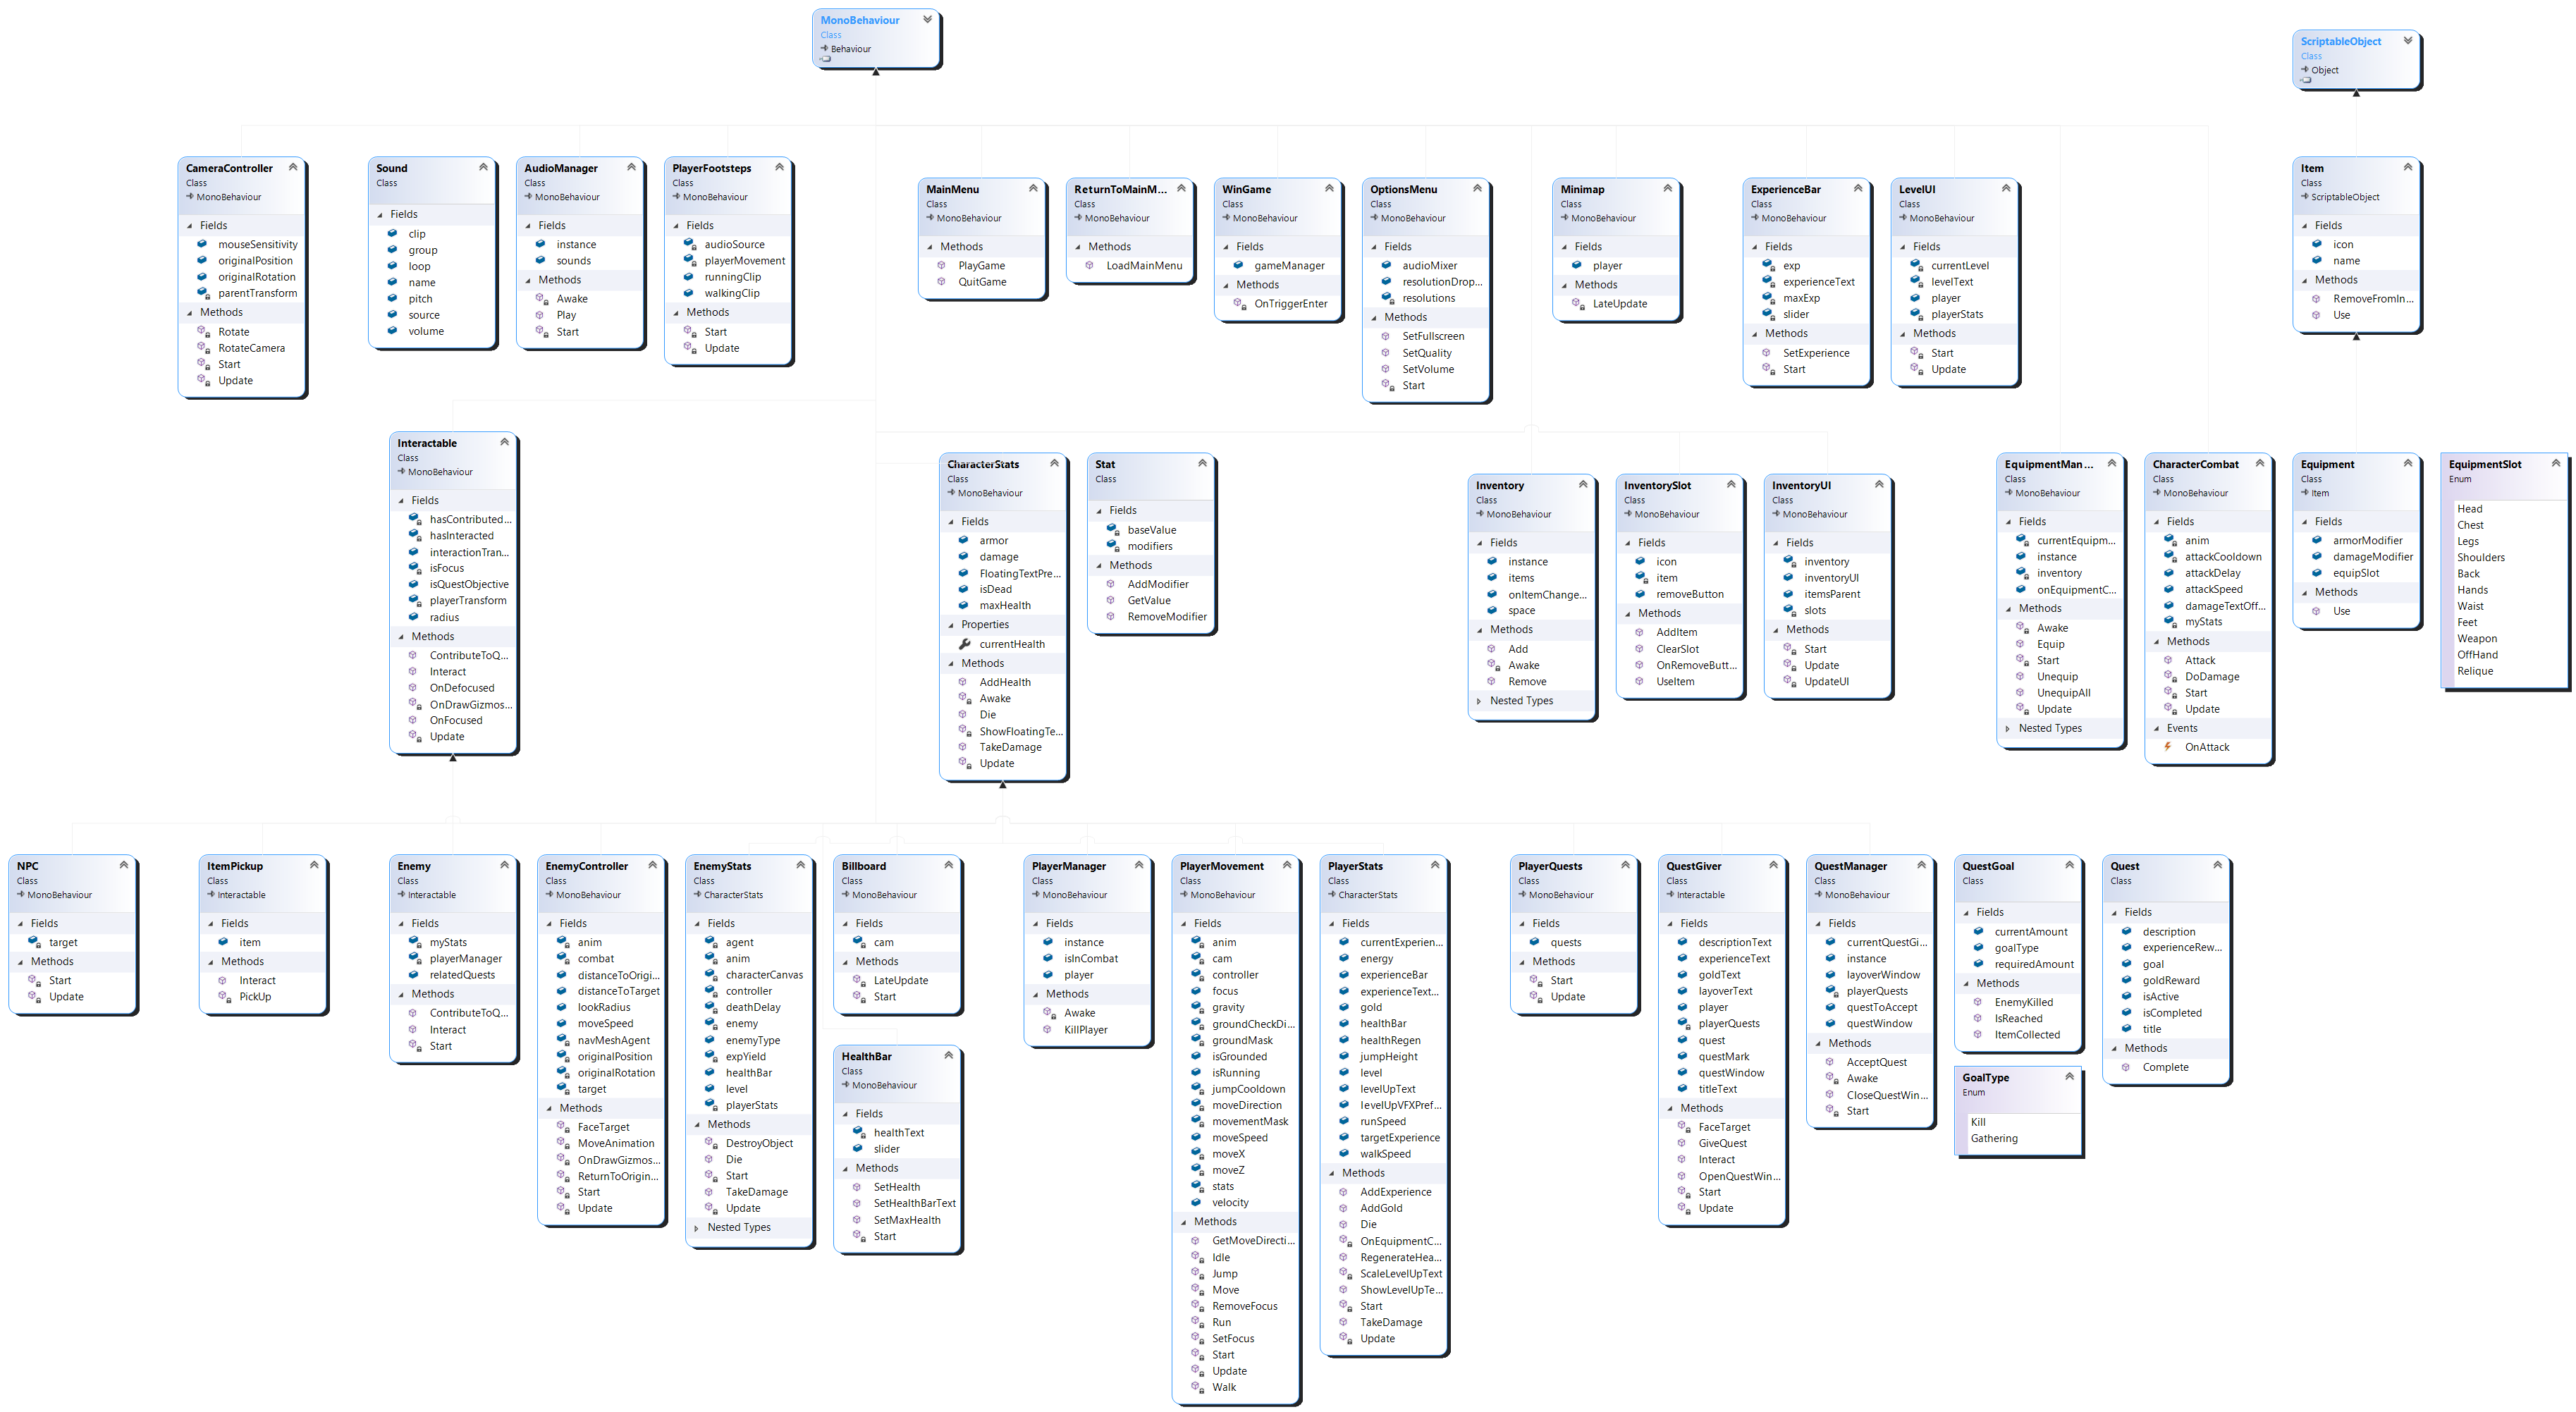 MonoBehaviour
Class
Behaviour
ScriptableObject
Class
Object
CameraController
Class
MonoBehaviour
Fields
mouseSensitivity
originalPosition
originalRotation
parentTransform
Methods
Rotate
RotateCamera
Start
Update
Sound
Class
Fields
clip
group
loop
name
pitch
source
volume
AudioManager
Class
MonoBehaviour
Fields
instance
sounds
Methods
Awake
Play
Start
PlayerFootsteps
Class
MonoBehaviour
Fields
audioSource
playerMovement
runningClip
walkingClip
Methods
Start
Update
MainMenu
Class
MonoBehaviour
Methods
PlayGame
QuitGame
ReturnToMainM...
Class
MonoBehaviour
Methods
LoadMainMenu
WinGame
Class
MonoBehaviour
Fields
gameManager
Methods
OnTriggerEnter
OptionsMenu
Class
MonoBehaviour
Fields
audioMixer
resolutionDrop...
resolutions
Methods
SetFullscreen
SetQuality
SetVolume
Start
Minimap
Class
MonoBehaviour
Fields
player
Methods
LateUpdate
ExperienceBar
Class
MonoBehaviour
Fields
exp
experienceText
maxExp
slider
Methods
SetExperience
Start
LevelUI
Class
MonoBehaviour
Fields
currentLevel
levelText
player
playerStats
Methods
Start
Update
Item
Class
ScriptableObject
Fields
icon
name
Methods
RemoveFromIn...
Use
Interactable
Class
MonoBehaviour
Fields
hasContributed...
hasInteracted
interactionTran...
isFocus
isQuestObjective
playerTransform
radius
Methods
ContributeToQ...
Interact
OnDefocused
OnDrawGizmos...
OnFocused
Update
CharacterStats
Class
MonoBehaviour
Fields
armor
damage
FloatingTextPre...
isDead
maxHealth
Properties
currentHealth
Methods
AddHealth
Awake
Die
ShowFloatingTe...
TakeDamage
Update
Stat
Class
Fields
baseValue
modifiers
Methods
AddModifier
GetValue
RemoveModifier
Inventory
Class
MonoBehaviour
Fields
instance
items
onItemChange...
space
Methods
Add
Awake
Remove
Nested Types
InventorySlot
Class
MonoBehaviour
Fields
icon
item
removeButton
Methods
AddItem
ClearSlot
OnRemoveButt...
UseItem
InventoryUI
Class
MonoBehaviour
Fields
inventory
inventoryUI
itemsParent
slots
Methods
Start
Update
UpdateUI
EquipmentMan...
Class
MonoBehaviour
Fields
currentEquipm...
instance
inventory
onEquipmentC...
Methods
Awake
Equip
Start
Unequip
UnequipAll
Update
Nested Types
CharacterCombat
Class
MonoBehaviour
Fields
anim
attackCooldown
attackDelay
attackSpeed
damageTextOff...
myStats
Methods
Attack
DoDamage
Start
Update
Events
OnAttack
Equipment
Class
Item
Fields
armorModifier
damageModifier
equipSlot
Methods
Use
EquipmentSlot
Enum
Head
Chest
Legs
Shoulders
Back
Hands
Waist
Feet
Weapon
OffHand
Relique
NPC
Class
MonoBehaviour
Fields
target
Methods
Start
Update
ItemPickup
Class
Interactable
Fields
item
Methods
Interact
PickUp
Enemy
Class
Interactable
Fields
myStats
playerManager
relatedQuests
Methods
ContributeToQ...
Interact
Start
EnemyController
Class
MonoBehaviour
Fields
anim
combat
distanceToOrigi...
distanceToTarget
lookRadius
moveSpeed
navMeshAgent
originalPosition
originalRotation
target
Methods
FaceTarget
MoveAnimation
OnDrawGizmos...
ReturnToOrigin...
Start
Update
EnemyStats
Class
CharacterStats
Fields
agent
anim
characterCanvas
controller
deathDelay
enemy
enemyType
expYield
healthBar
level
playerStats
Methods
DestroyObject
Die
Start
TakeDamage
Update
Nested Types
Billboard
Class
MonoBehaviour
Fields
cam
Methods
LateUpdate
Start
HealthBar
Class
MonoBehaviour
Fields
healthText
slider
Methods
SetHealth
SetHealthBarText
SetMaxHealth
Start
PlayerManager
Class
MonoBehaviour
Fields
instance
isInCombat
player
Methods
Awake
KillPlayer
PlayerMovement
Class
MonoBehaviour
Fields
anim
cam
controller
focus
gravity
groundCheckDi...
groundMask
isGrounded
isRunning
jumpCooldown
moveDirection
movementMask
moveSpeed
moveX
moveZ
stats
velocity
Methods
GetMoveDirecti...
Idle
Jump
Move
RemoveFocus
Run
SetFocus
Start
Update
Walk
PlayerStats
Class
CharacterStats
Fields
currentExperien...
energy
experienceBar
experienceText...
gold
healthBar
healthRegen
jumpHeight
level
levelUpText
levelUpVFXPref...
runSpeed
targetExperience
walkSpeed
Methods
AddExperience
AddGold
Die
OnEquipmentC...
RegenerateHea...
ScaleLevelUpText
ShowLevelUpTe...
Start
TakeDamage
Update
PlayerQuests
Class
MonoBehaviour
Fields
quests
Methods
Start
Update
QuestGiver
Class
Interactable
Fields
descriptionText
experienceText
goldText
layoverText
player
playerQuests
quest
questMark
questWindow
titleText
Methods
FaceTarget
GiveQuest
Interact
OpenQuestWin...
Start
Update
QuestManager
Class
MonoBehaviour
Fields
currentQuestGi...
instance
layoverWindow
playerQuests
questToAccept
questWindow
Methods
AcceptQuest
Awake
CloseQuestWin...
Start
QuestGoal
Class
Fields
currentAmount
goalType
requiredAmount
Methods
EnemyKilled
IsReached
ItemCollected
GoalType
Enum
Kill
Gathering
Quest
Class
Fields
description
experienceRew...
goal
goldReward
isActive
isCompleted
title
Methods
Complete